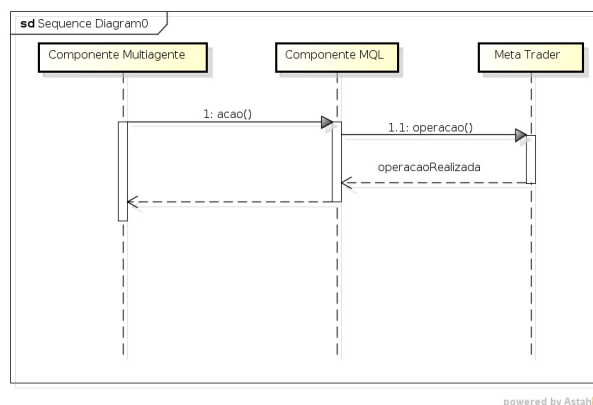 sd Sequence Diagram0
Componente Multiagente
Componente MQL
Meta Trader
1: acao()
1.1: operacao()
operacaoRealizada
powered by Astah